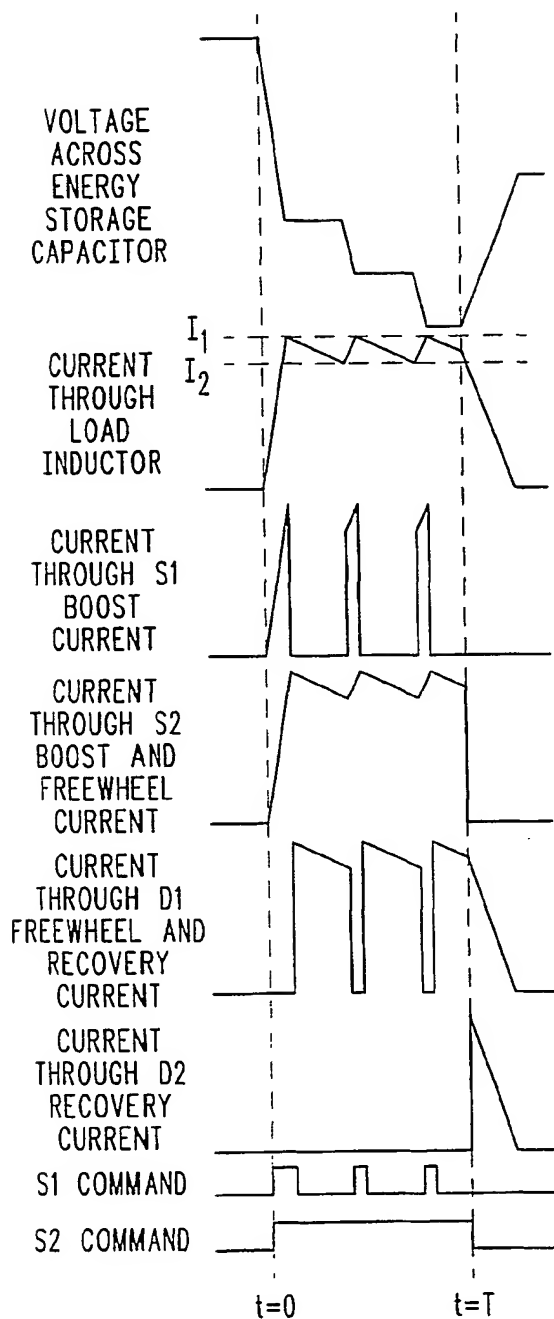 VOLTAGE
ACROSS
ENERGY
STORAGE
CAPACITOR
I1
I2
CURRENT
THROUGH
LOAD
INDUCTOR
CURRENT
THROUGH S1
BOOST
CURRENT
CURRENT
THROUGH S2
BOOST AND
FREEWHEEL
CURRENT
CURRENT
THROUGH D1
FREEWHEEL AND
RECOVERY
CURRENT
CURRENT
THROUGH D2
RECOVERY
CURRENT
S1 COMMAND
S2 COMMAND
t=0
t=T